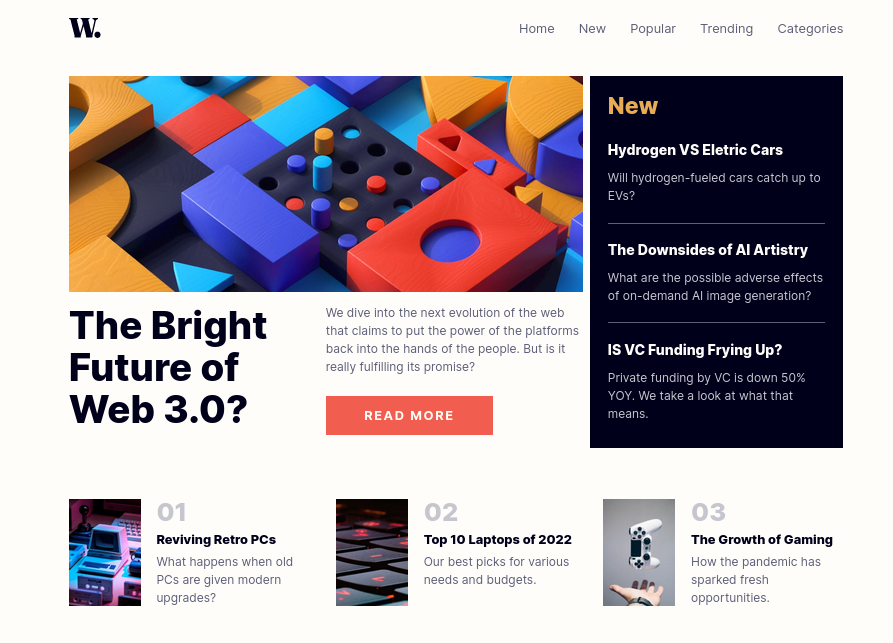 W.
Home New Popular Trending Categories
The Bright
Future of
Web 3.0?
We dive into the next evolution of the web
that claims to put the power of the platforms
back into the hands of the people. But is it
really fulfilling its promise?
READ MORE
New
Hydrogen VS Eletric Cars
Will hydrogen-fueled cars catch up to
EVs?
The Downsides of AI Artistry
What are the possible adverse effects
of on-demand AI image generation?
IS VC Funding Frying Up?
Private funding by VC is down 50%
YOY. We take a look at what that
means.
01
Reviving Retro PCs
What happens when old
PCs are given modern
upgrades?
02
Top 10 Laptops of 2022
Our best picks for various
needs and budgets.
03
The Growth of Gaming
How the pandemic has
sparked fresh
opportunities.